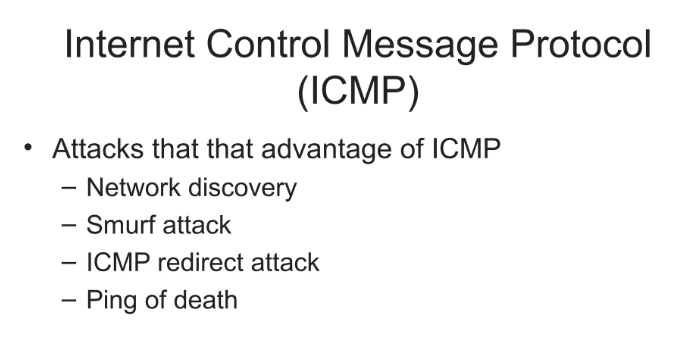 Internet Control Message Protocol
(ICMP)
• Attacks that that advantage of ICMP
– Network discovery
– Smurf attack
– ICMP redirect attack
– Ping of death